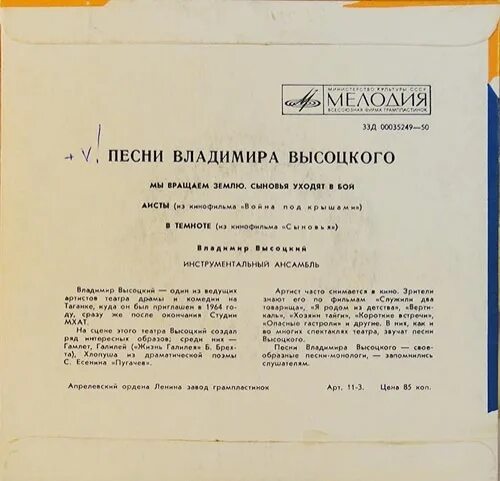 МИНИСТЕРСТВО КУЛЬТУРЫ СССР
МЕЛОДИЯ
ВСЕСОЮЗНАЯ ФИРМА ГРАМПЛАСТИНОК
33Д 00035249—50
+ V!
ПЕСНИ ВЛАДИМИРА ВЫСОЦКОГО
МЫ ВРАЩАЕМ ЗЕМЛЮ. СЫНОВЬЯ УХОДЯТ В БОЙ
АИСТЫ (из кинофильма «Война под крышами»)
В ТЕМНОТЕ (из кинофильма «Сыновья»)
Владимир Высоцкий
ИНСТРУМЕНТАЛЬНЫЙ АНСАМБЛЬ
Владимир Высоцкий — один из ведущих
артистов театра драмы и комедии на
Таганке, куда он был приглашен в 1964 го-
ду, сразу же после окончания Студии
МХАТ.
На сцене этого театра Высоцкий создал
ряд интересных образов; среди них —
Гамлет, Галилей («Жизнь Галилея» Б. Брех-
та), Хлопуша из драматической поэмы
С. Есенина «Пугачев».
Артист часто снимается в кино. Зрители
знают его по фильмам «Служили два
товарища», «Я родом из детства», «Верти-
каль», «Хозяин тайги», «Короткие встречи»,
«Опасные гастроли» и другие. В них, как и
во многих спектаклях театра, звучат песни
Высоцкого.
Песни Владимира Высоцкого — свое-
образные песни-монологи, — запомнились
слушателям.
Апрелевский ордена Ленина завод грампластинок
Арт. 11-3. Цена 85 коп.